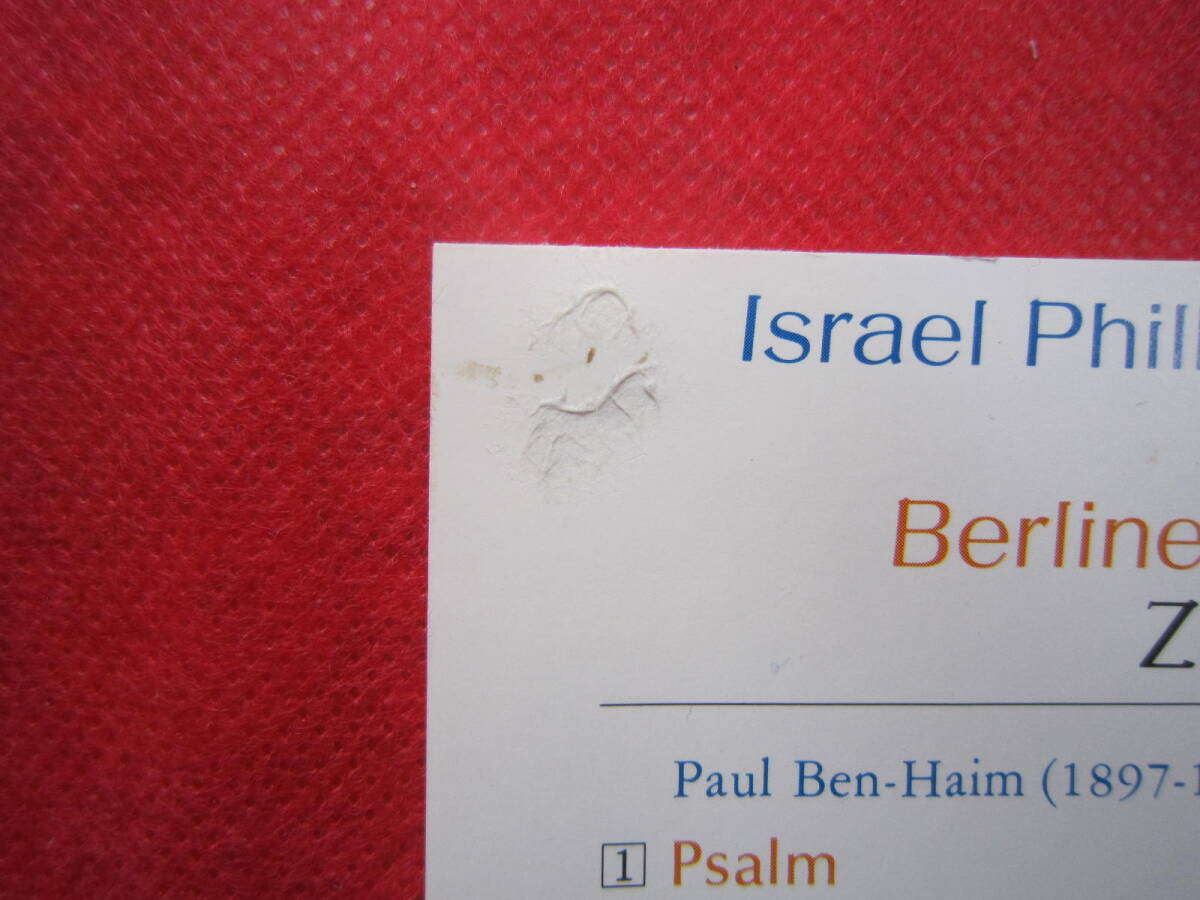 Israel Phil
Berline
Z
Paul Ben-Haim (1897-1
1 Psalm